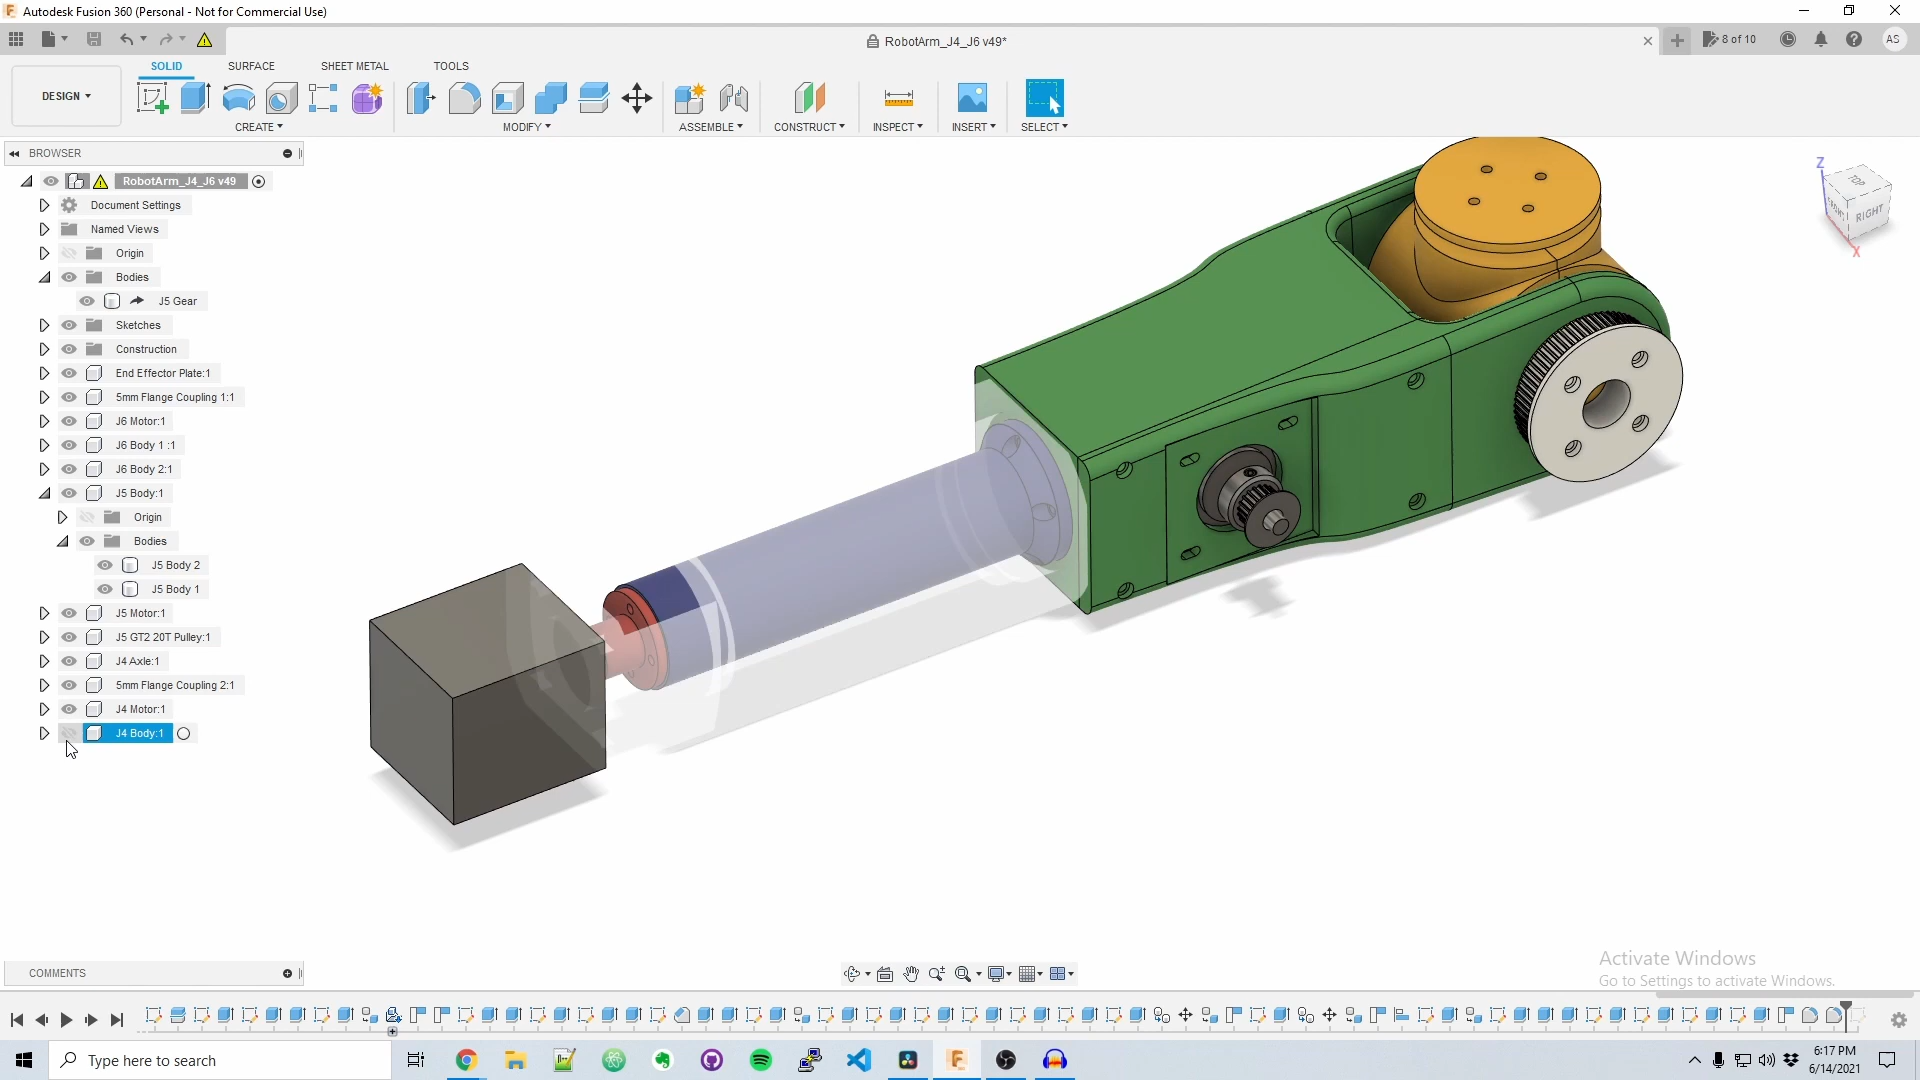 Autodesk Fusion 360 (Personal - Not for Commercial Use)
RobotArm_J4_J6 v49*
8 of 10
AS
DESIGN
SOLID
SURFACE
SHEET METAL
TOOLS
CREATE
MODIFY
ASSEMBLE
CONSTRUCT
INSPECT
INSERT
SELECT
BROWSER
RobotArm_J4_J6 v49
Document Settings
Named Views
Origin
Bodies
J5 Gear
Sketches
Construction
End Effector Plate:1
5mm Flange Coupling 1:1
J6 Motor:1
J6 Body 1 :1
J6 Body 2:1
J5 Body:1
Origin
Bodies
J5 Body 2
J5 Body 1
J5 Motor:1
J5 GT2 20T Pulley:1
J4 Axle:1
5mm Flange Coupling 2:1
J4 Motor:1
J4 Body:1
Z
TOP
FRONT
RIGHT
X
Activate Windows
Go to Settings to activate Windows.
COMMENTS
Type here to search
6:17 PM
6/14/2021